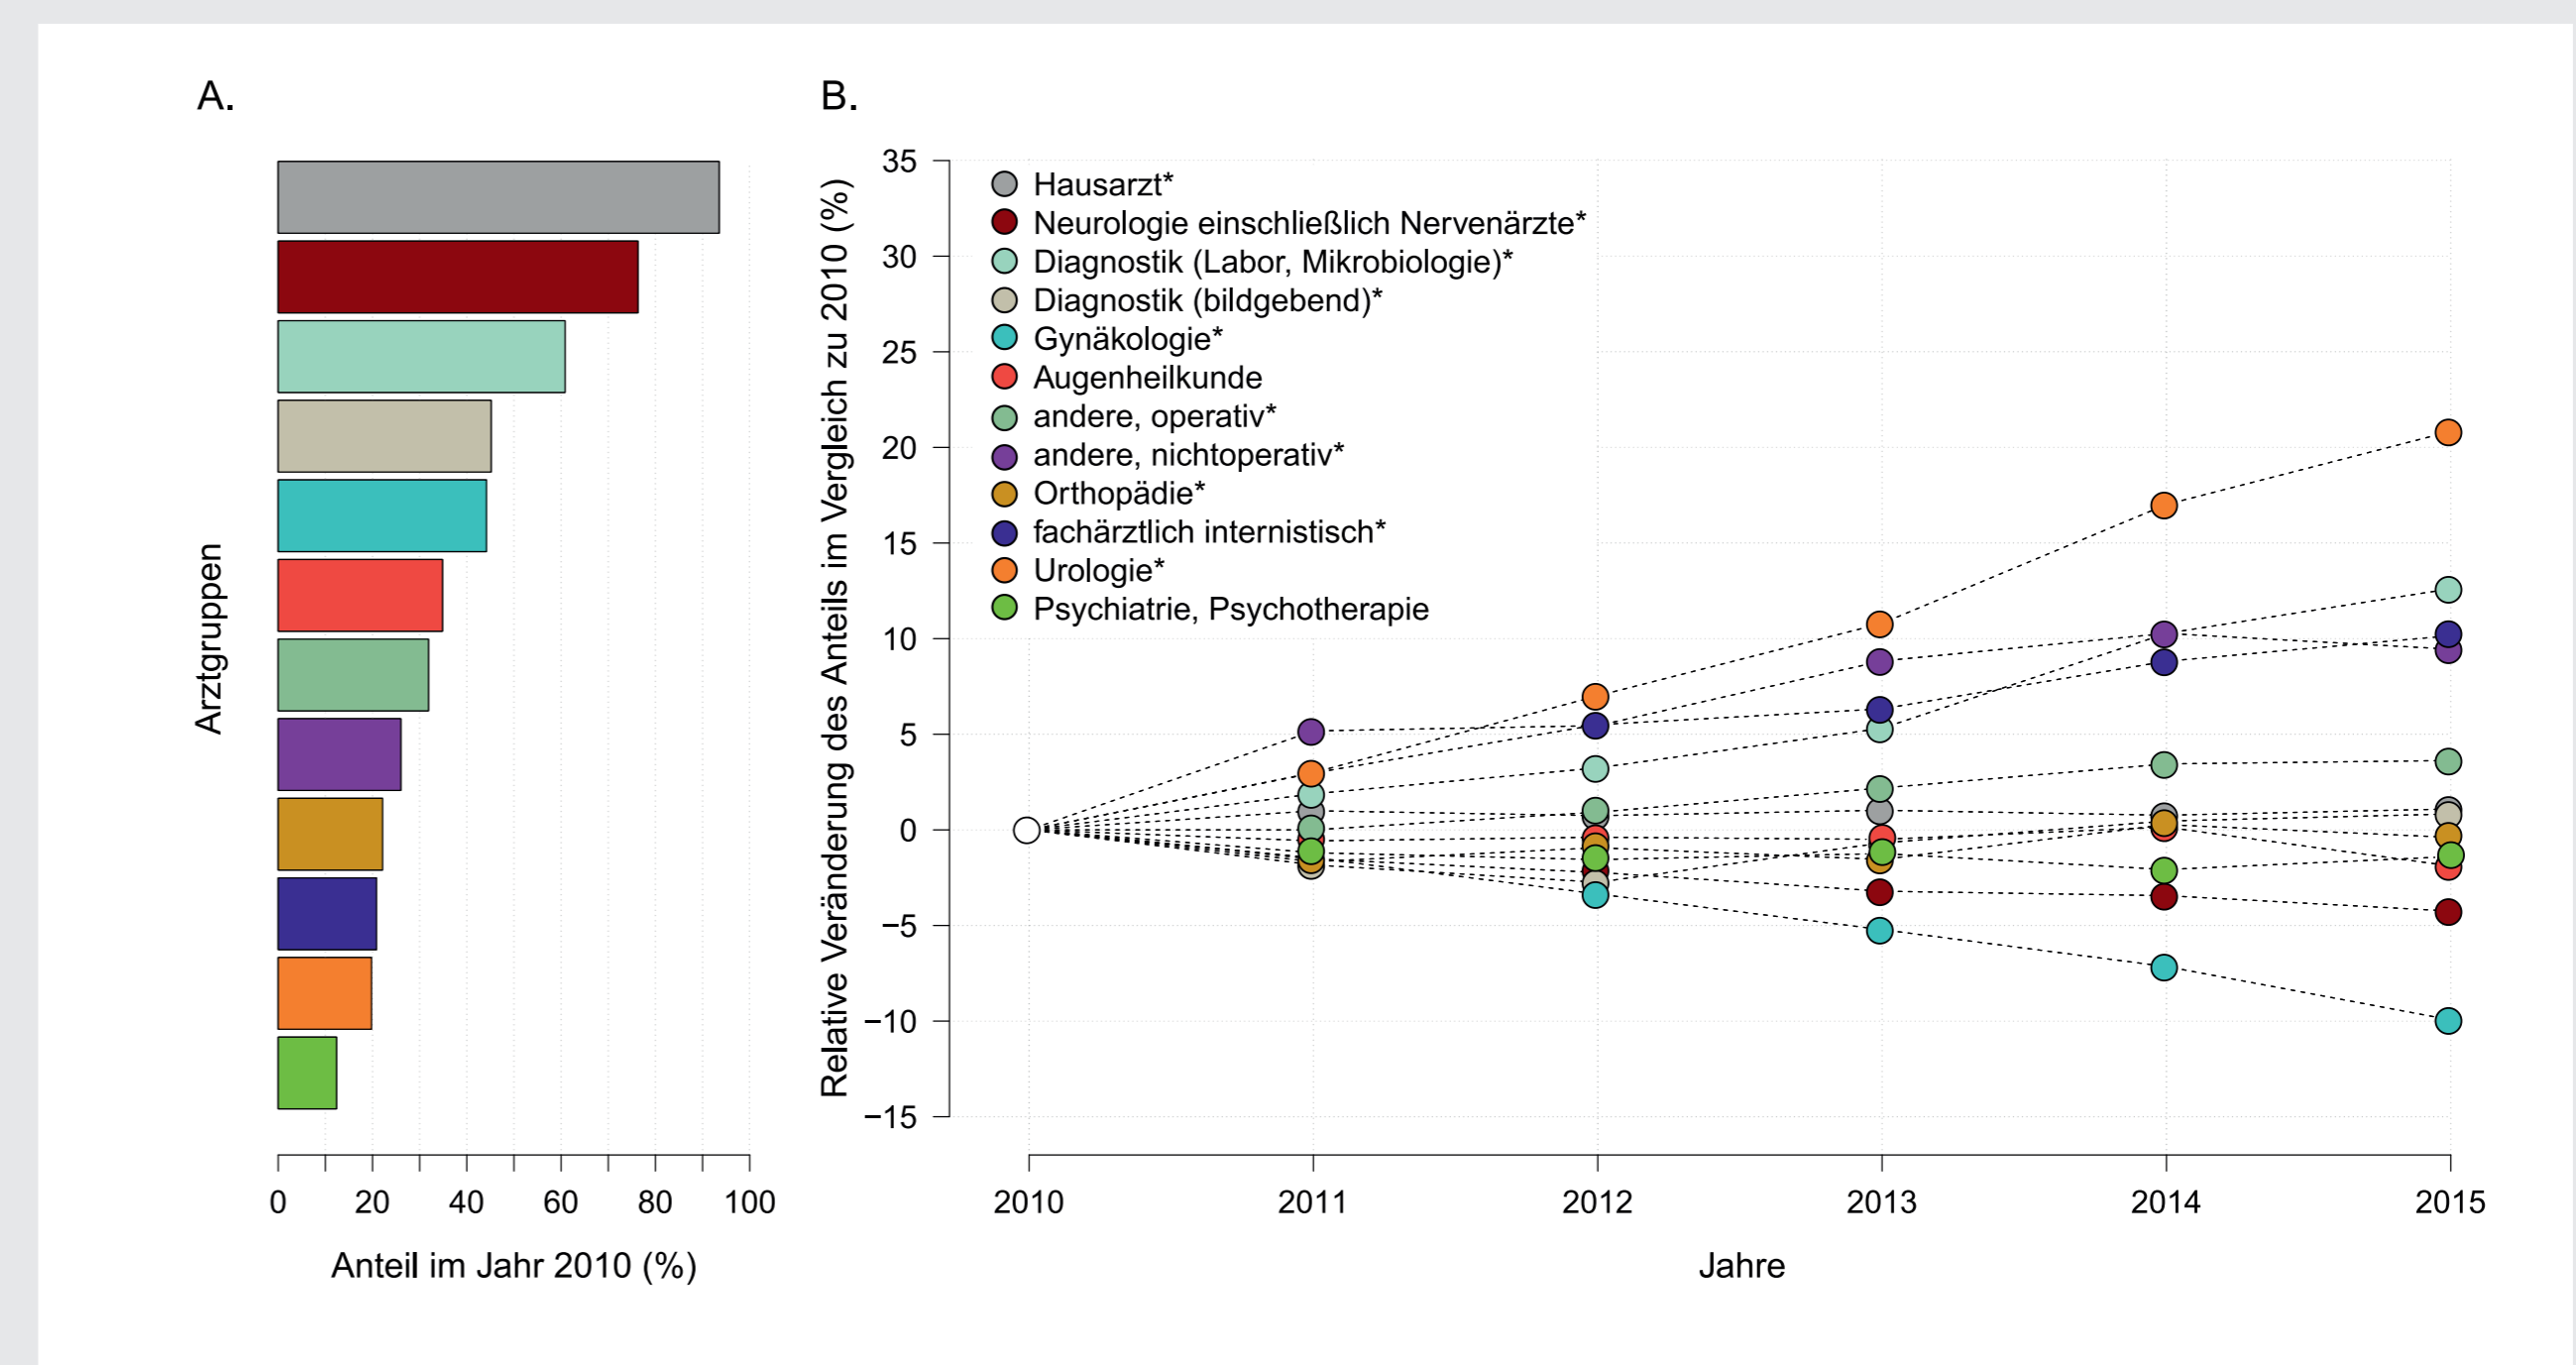 A.
Arztgruppen
0 20 40 60 80 100
Anteil im Jahr 2010 (%)
B.
Relative Veränderung des Anteils im Vergleich zu 2010 (%)
35
30
25
20
15
10
5
0
−5
−10
−15
Hausarzt*
Neurologie einschließlich Nervenärzte*
Diagnostik (Labor, Mikrobiologie)*
Diagnostik (bildgebend)*
Gynäkologie*
Augenheilkunde
andere, operativ*
andere, nichtoperativ*
Orthopädie*
fachärztlich internistisch*
Urologie*
Psychiatrie, Psychotherapie
2010 2011 2012 2013 2014 2015
Jahre